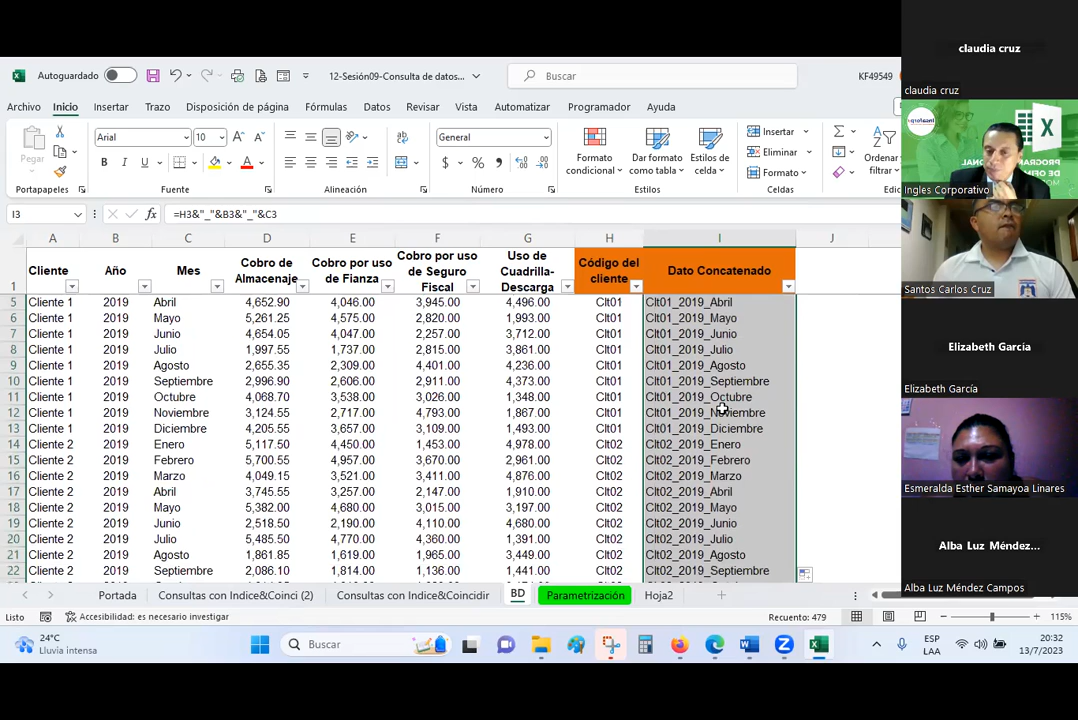 Autoguardado
12-Sesión09-Consulta de datos...
Buscar
KF49549
Archivo Inicio Insertar Trazo Disposición de página Fórmulas Datos Revisar Vista Automatizar Programador Ayuda
Pegar
Arial 10
N K S
General
$ % 
Formato condicional
Dar formato como tabla
Estilos de celda
Insertar
Eliminar
Formato
Ordenar filtrar
Portapapeles Fuente Alineación Número Estilos Celdas
I3 fx =H3&"_"&B3&"_"&C3
A B C D E F G H I J
1 Cliente Año Mes Cobro de Almacenaje Cobro por uso de Fianza Cobro por uso de Seguro Fiscal Uso de Cuadrilla-Descarga Código del cliente Dato Concatenado
5 Cliente 1 2019 Abril 4,652.90 4,046.00 3,945.00 4,496.00 Clt01 Clt01_2019_Abril
6 Cliente 1 2019 Mayo 5,261.25 4,575.00 2,820.00 1,993.00 Clt01 Clt01_2019_Mayo
7 Cliente 1 2019 Junio 4,654.05 4,047.00 2,257.00 3,712.00 Clt01 Clt01_2019_Junio
8 Cliente 1 2019 Julio 1,997.55 1,737.00 2,815.00 3,861.00 Clt01 Clt01_2019_Julio
9 Cliente 1 2019 Agosto 2,655.35 2,309.00 4,401.00 4,236.00 Clt01 Clt01_2019_Agosto
10 Cliente 1 2019 Septiembre 2,996.90 2,606.00 2,911.00 4,373.00 Clt01 Clt01_2019_Septiembre
11 Cliente 1 2019 Octubre 4,068.70 3,538.00 3,026.00 1,348.00 Clt01 Clt01_2019_Octubre
12 Cliente 1 2019 Noviembre 3,124.55 2,717.00 4,793.00 1,867.00 Clt01 Clt01_2019_Noviembre
13 Cliente 1 2019 Diciembre 4,205.55 3,657.00 3,109.00 1,493.00 Clt01 Clt01_2019_Diciembre
14 Cliente 2 2019 Enero 5,117.50 4,450.00 1,453.00 4,978.00 Clt02 Clt02_2019_Enero
15 Cliente 2 2019 Febrero 5,700.55 4,957.00 3,670.00 2,961.00 Clt02 Clt02_2019_Febrero
16 Cliente 2 2019 Marzo 4,049.15 3,521.00 3,411.00 4,876.00 Clt02 Clt02_2019_Marzo
17 Cliente 2 2019 Abril 3,745.55 3,257.00 2,147.00 1,910.00 Clt02 Clt02_2019_Abril
18 Cliente 2 2019 Mayo 5,382.00 4,680.00 3,015.00 3,197.00 Clt02 Clt02_2019_Mayo
19 Cliente 2 2019 Junio 2,518.50 2,190.00 4,110.00 4,680.00 Clt02 Clt02_2019_Junio
20 Cliente 2 2019 Julio 5,485.50 4,770.00 4,360.00 1,391.00 Clt02 Clt02_2019_Julio
21 Cliente 2 2019 Agosto 1,861.85 1,619.00 1,965.00 3,449.00 Clt02 Clt02_2019_Agosto
22 Cliente 2 2019 Septiembre 2,086.10 1,814.00 1,136.00 1,441.00 Clt02 Clt02_2019_Septiembre
Portada Consultas con Indice&Coinci (2) Consultas con Indice&Coincidir BD Parametrización Hoja2
Listo Accesibilidad: es necesario investigar Recuento: 479 115%
24°C
Lluvia intensa
Buscar
ESP
LAA
20:32
13/7/2023
claudia cruz
claudia cruz
Ingles Corporativo
Santos Carlos Cruz
Elizabeth García
Elizabeth García
Esmeralda Esther Samayoa Linares
Alba Luz Méndez...
Alba Luz Méndez Campos